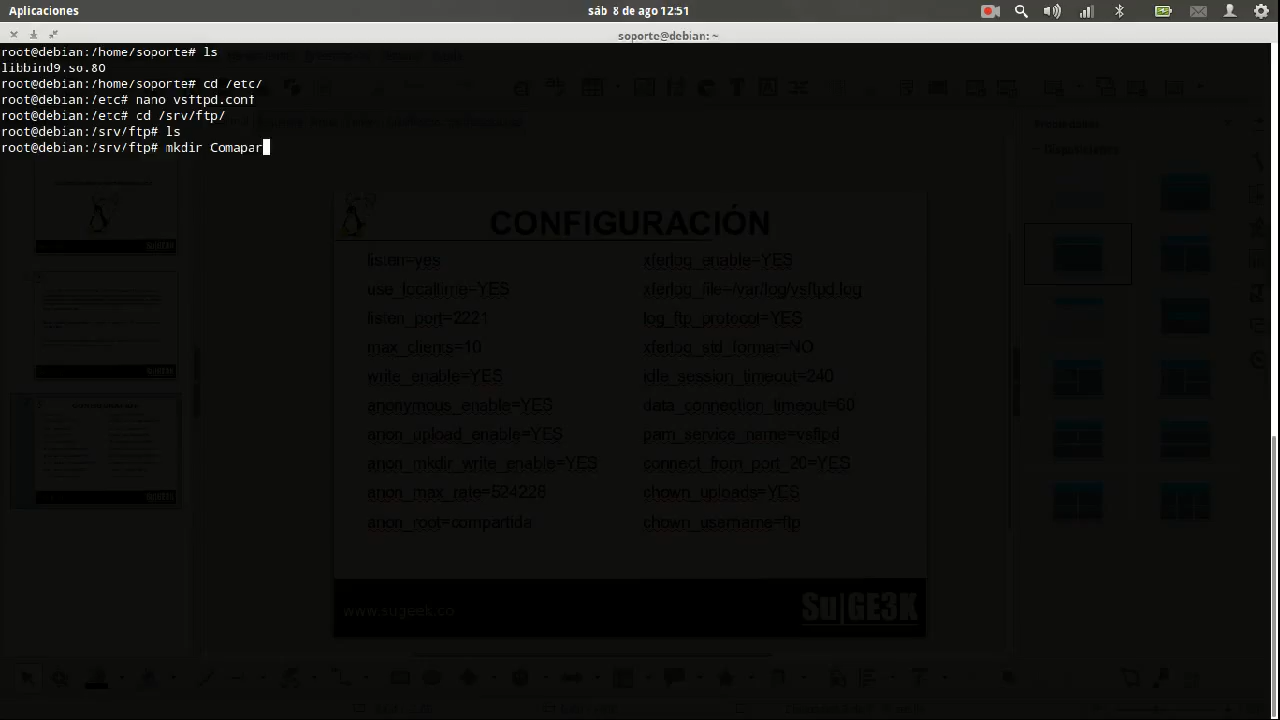 Aplicaciones
sáb 8 de ago 12:51
soporte@debian: ~
root@debian:/home/soporte# ls
libbind9.so.80
root@debian:/home/soporte# cd /etc/
root@debian:/etc# nano vsftpd.conf
root@debian:/etc# cd /srv/ftp/
root@debian:/srv/ftp# ls
root@debian:/srv/ftp# mkdir Comapar
CONFIGURACIÓN
listen=yes
use_localtime=YES
listen_port=2221
max_clients=10
write_enable=YES
anonymous_enable=YES
anon_upload_enable=YES
anon_mkdir_write_enable=YES
anon_max_rate=524228
anon_root=compartida
xferlog_enable=YES
xferlog_file=/var/log/vsftpd.log
log_ftp_protocol=YES
xferlog_std_format=NO
idle_session_timeout=240
data_connection_timeout=60
pam_service_name=vsftpd
connect_from_port_20=YES
chown_uploads=YES
chown_username=ftp
www.sugeek.co
Su|GE3K